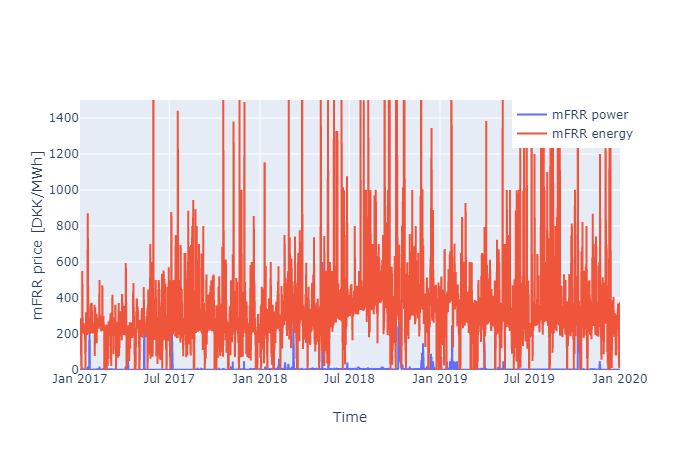 mFRR power
mFRR energy
1400
1200
1000
800
600
400
200
0
mFRR price [DKK/MWh]
Jan 2017
Jul 2017
Jan 2018
Jul 2018
Jan 2019
Jul 2019
Jan 2020
Time